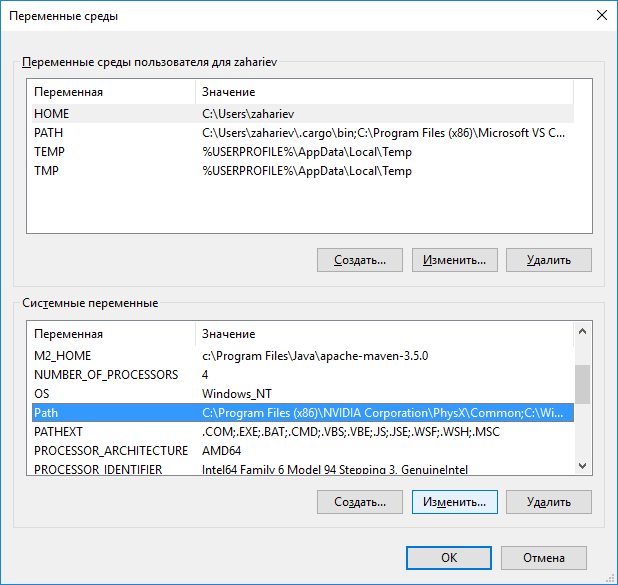 Переменные среды
Переменные среды пользователя для zahariev
Переменная Значение
HOME C:\Users\zahariev
PATH C:\Users\zahariev\.cargo\bin;C:\Program Files (x86)\Microsoft VS C...
TEMP %USERPROFILE%\AppData\Local\Temp
TMP %USERPROFILE%\AppData\Local\Temp
Создать... Изменить... Удалить
Системные переменные
Переменная Значение
M2_HOME c:\Program Files\Java\apache-maven-3.5.0
NUMBER_OF_PROCESSORS 4
OS Windows_NT
Path C:\Program Files (x86)\NVIDIA Corporation\PhysX\Common;C:\Wi...
PATHEXT .COM;.EXE;.BAT;.CMD;.VBS;.VBE;.JS;.JSE;.WSF;.WSH;.MSC
PROCESSOR_ARCHITECTURE AMD64
PROCESSOR_IDENTIFIER Intel64 Family 6 Model 94 Stepping 3, GenuineIntel
Создать... Изменить... Удалить
OK Отмена